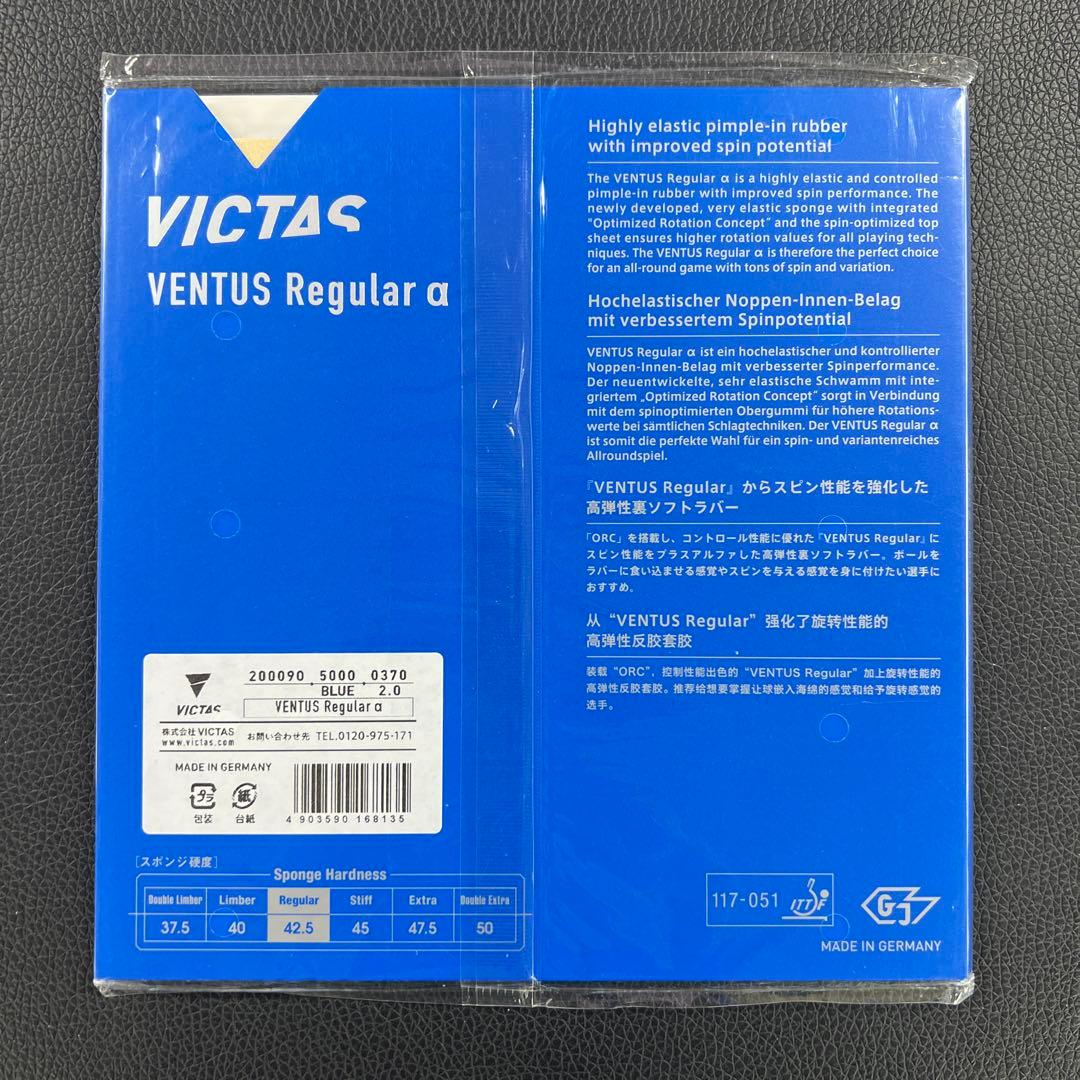 VICTAS
VENTUS Regular α
200090 . 5000 . 0370
BLUE 2.0
VICTAS
VENTUS Regular α
株式会社 VICTAS
www.victas.com
お問い合わせ先 TEL.0120-975-171
MADE IN GERMANY
プラ
紙
包装
台紙
4 903590 168135
[スポンジ硬度]
Sponge Hardness
Double Limber Limber Regular Stiff Extra Double Extra
37.5 40 42.5 45 47.5 50
Highly elastic pimple-in rubber
with improved spin potential
The VENTUS Regular α is a highly elastic and controlled
pimple-in rubber with improved spin performance. The
newly developed, very elastic sponge with integrated
"Optimized Rotation Concept" and the spin-optimized top
sheet ensures higher rotation values for all playing tech-
niques. The VENTUS Regular α is therefore the perfect choice
for an all-round game with tons of spin and variation.
Hochelastischer Noppen-Innen-Belag
mit verbessertem Spinpotential
VENTUS Regular α ist ein hochelastischer und kontrollierter
Noppen-Innen-Belag mit verbesserter Spinperformance.
Der neuentwickelte, sehr elastische Schwamm mit inte-
griertem „Optimized Rotation Concept" sorgt in Verbindung
mit dem spinoptimierten Obergummi für höhere Rotations-
werte bei sämtlichen Schlagtechniken. Der VENTUS Regular α
ist somit die perfekte Wahl für ein spin- und variantenreiches
Allroundspiel.
『VENTUS Regular』からスピン性能を強化した
高弾性裏ソフトラバー
「ORC」を搭載し、コントロール性能に優れた『VENTUS Regular』に
スピン性能をプラスアルファした高弾性裏ソフトラバー。ボールを
ラバーに食い込ませる感覚やスピンを与える感覚を身に付けたい選手に
おすすめ。
从 “VENTUS Regular” 强化了旋转性能的
高弹性反胶套胶
装载 “ORC”，控制性能出色的 “VENTUS Regular” 加上旋转性能的
高弹性反胶套胶。推荐给想要掌握让球嵌入海绵的感觉和给予旋转感觉的
选手。
117-051 ITTF
GJ
MADE IN GERMANY